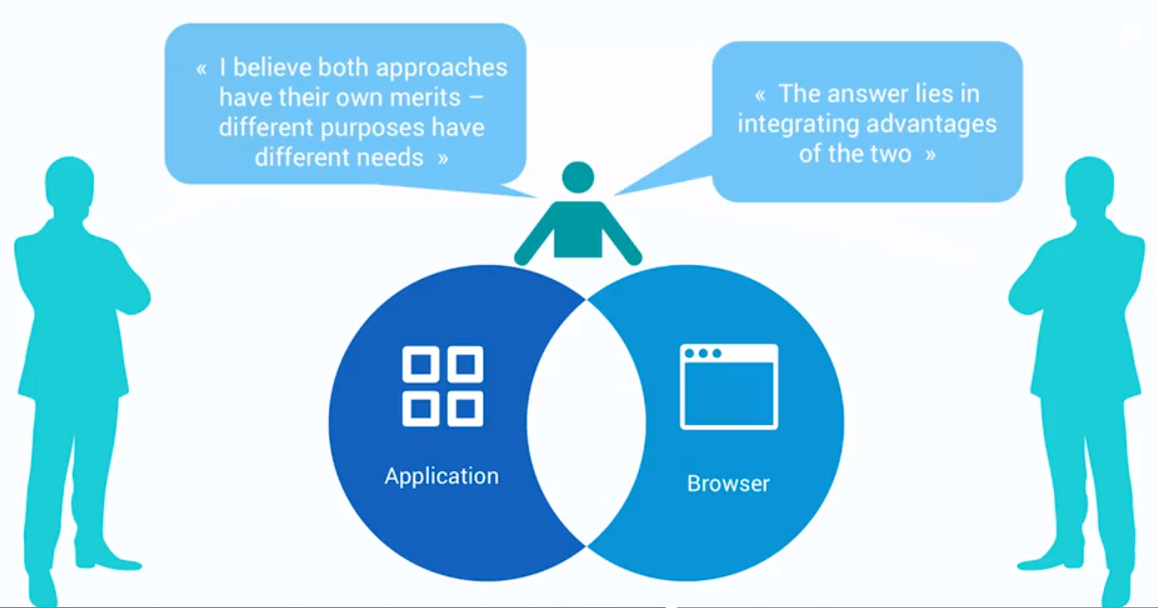 « I believe both approaches
have their own merits –
different purposes have
different needs »
« The answer lies in
integrating advantages
of the two »
Application
Browser